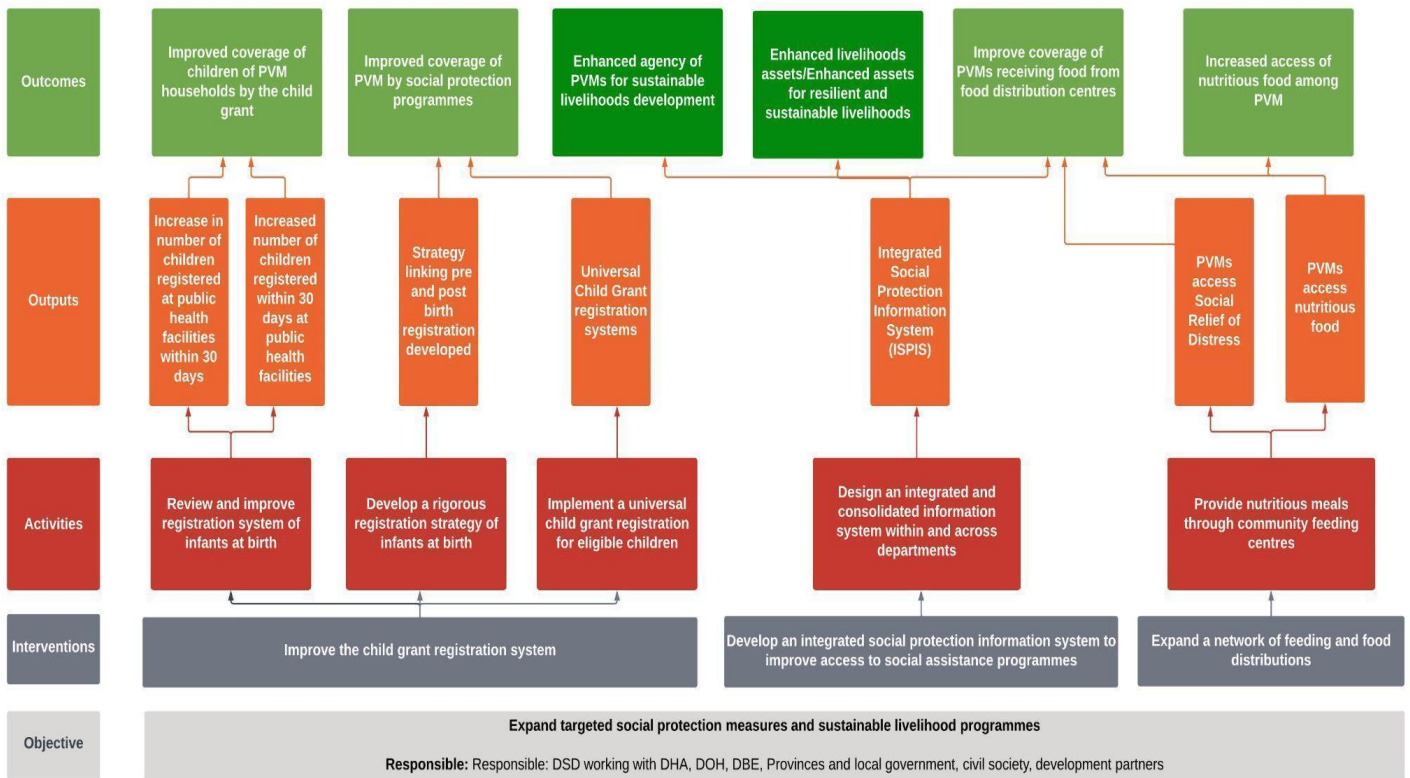 Outcomes
Improved coverage of
children of PVM
households by the child
grant
Improved coverage of
PVM by social protection
programmes
Enhanced agency of
PVMs for sustainable
livelihoods development
Enhanced livelihoods
assets/Enhanced assets
for resilient and
sustainable livelihoods
Improve coverage of
PVMs receiving food from
food distribution centres
Increased access of
nutritious food among
PVM
Outputs
Increase in
number of
children
registered
at public
health
facilities
within 30
days
Increased
number of
children
registered
within 30
days at
public
health
facilities
Strategy
linking pre
and post
birth
registration
developed
Universal
Child Grant
registration
systems
Integrated
Social
Protection
Information
System
(ISPIS)
PVMs
access
Social
Relief of
Distress
PVMs
access
nutritious
food
Activities
Review and improve
registration system of
infants at birth
Develop a rigorous
registration strategy of
infants at birth
Implement a universal
child grant registration
for eligible children
Design an integrated and
consolidated information
system within and across
departments
Provide nutritious meals
through community feeding
centres
Interventions
Improve the child grant registration system
Develop an integrated social protection information system to
improve access to social assistance programmes
Expand a network of feeding and food
distributions
Objective
Expand targeted social protection measures and sustainable livelihood programmes
Responsible: Responsible: DSD working with DHA, DOH, DBE, Provinces and local government, civil society, development partners